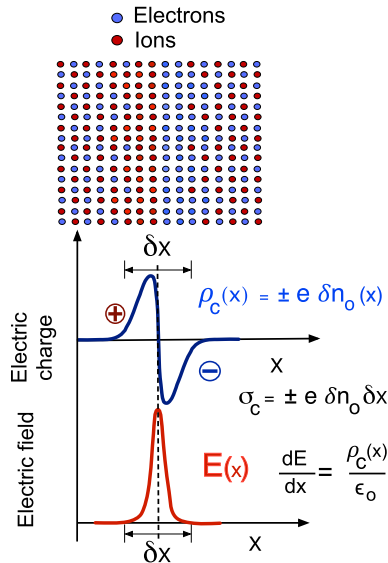 Electrons
Ions
δx
+
ρc(x) = ± e δno(x)
Electric charge
−
X
σc = ± e δno δx
Electric field
E(x)
dE/dx = ρc(x)/ϵo
δx
X